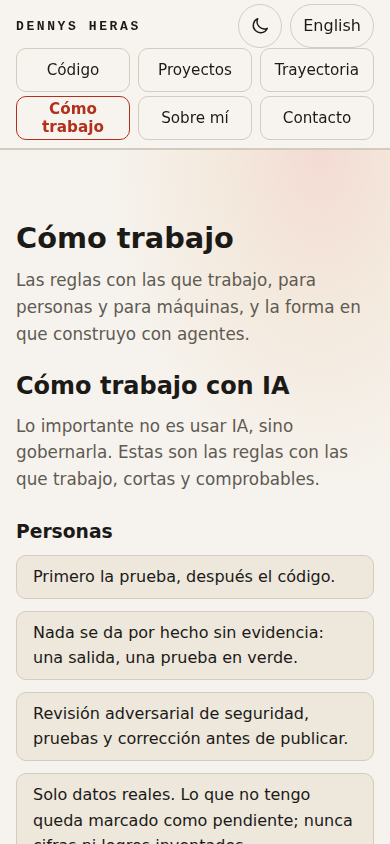 DENNYS HERAS
English
Código
Proyectos
Trayectoria
Cómo
trabajo
Sobre mí
Contacto
Cómo trabajo
Las reglas con las que trabajo, para
personas y para máquinas, y la forma en
que construyo con agentes.
Cómo trabajo con IA
Lo importante no es usar IA, sino
gobernarla. Estas son las reglas con las
que trabajo, cortas y comprobables.
Personas
Primero la prueba, después el código.
Nada se da por hecho sin evidencia:
una salida, una prueba en verde.
Revisión adversarial de seguridad,
pruebas y corrección antes de publicar.
Solo datos reales. Lo que no tengo
queda marcado como pendiente; nunca
cifras ni logros inventados.